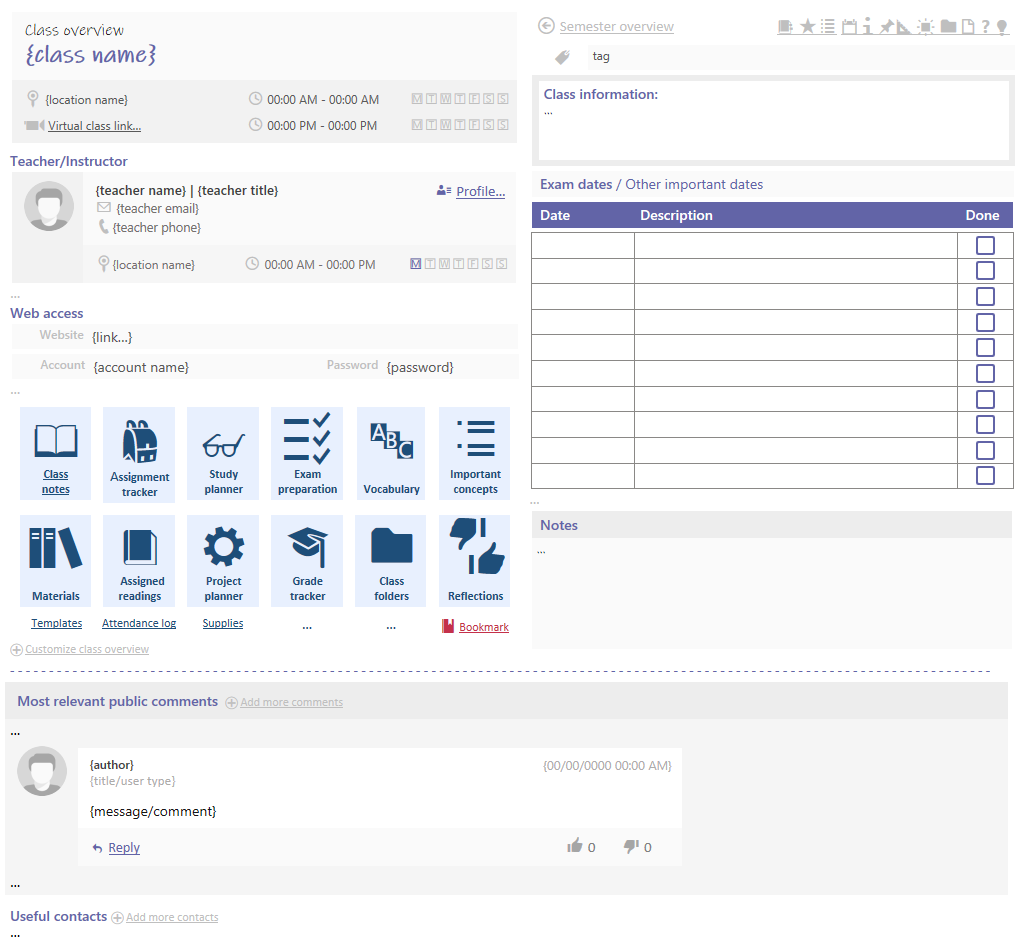 Class overview
{class name}
{location name}
00:00 AM - 00:00 AM
M T W T F S S
Virtual class link...
00:00 PM - 00:00 PM
M T W T F S S
Teacher/Instructor
{teacher name} | {teacher title}
Profile...
{teacher email}
{teacher phone}
{location name}
00:00 AM - 00:00 PM
M T W T F S S
...
Web access
Website {link...}
Account {account name}
Password {password}
...
Class
notes
Assignment
tracker
Study
planner
Exam
preparation
A B C
Vocabulary
Important
concepts
Materials
Assigned
readings
Project
planner
Grade
tracker
Class
folders
Reflections
Templates
Attendance log
Supplies
...
...
Bookmark
Customize class overview
Semester overview
tag
Class information:
...
Exam dates / Other important dates
Date Description Done
...
Notes
...
Most relevant public comments
Add more comments
...
{author}
{00/00/0000 00:00 AM}
{title/user type}
{message/comment}
Reply
0
0
...
Useful contacts
Add more contacts
...